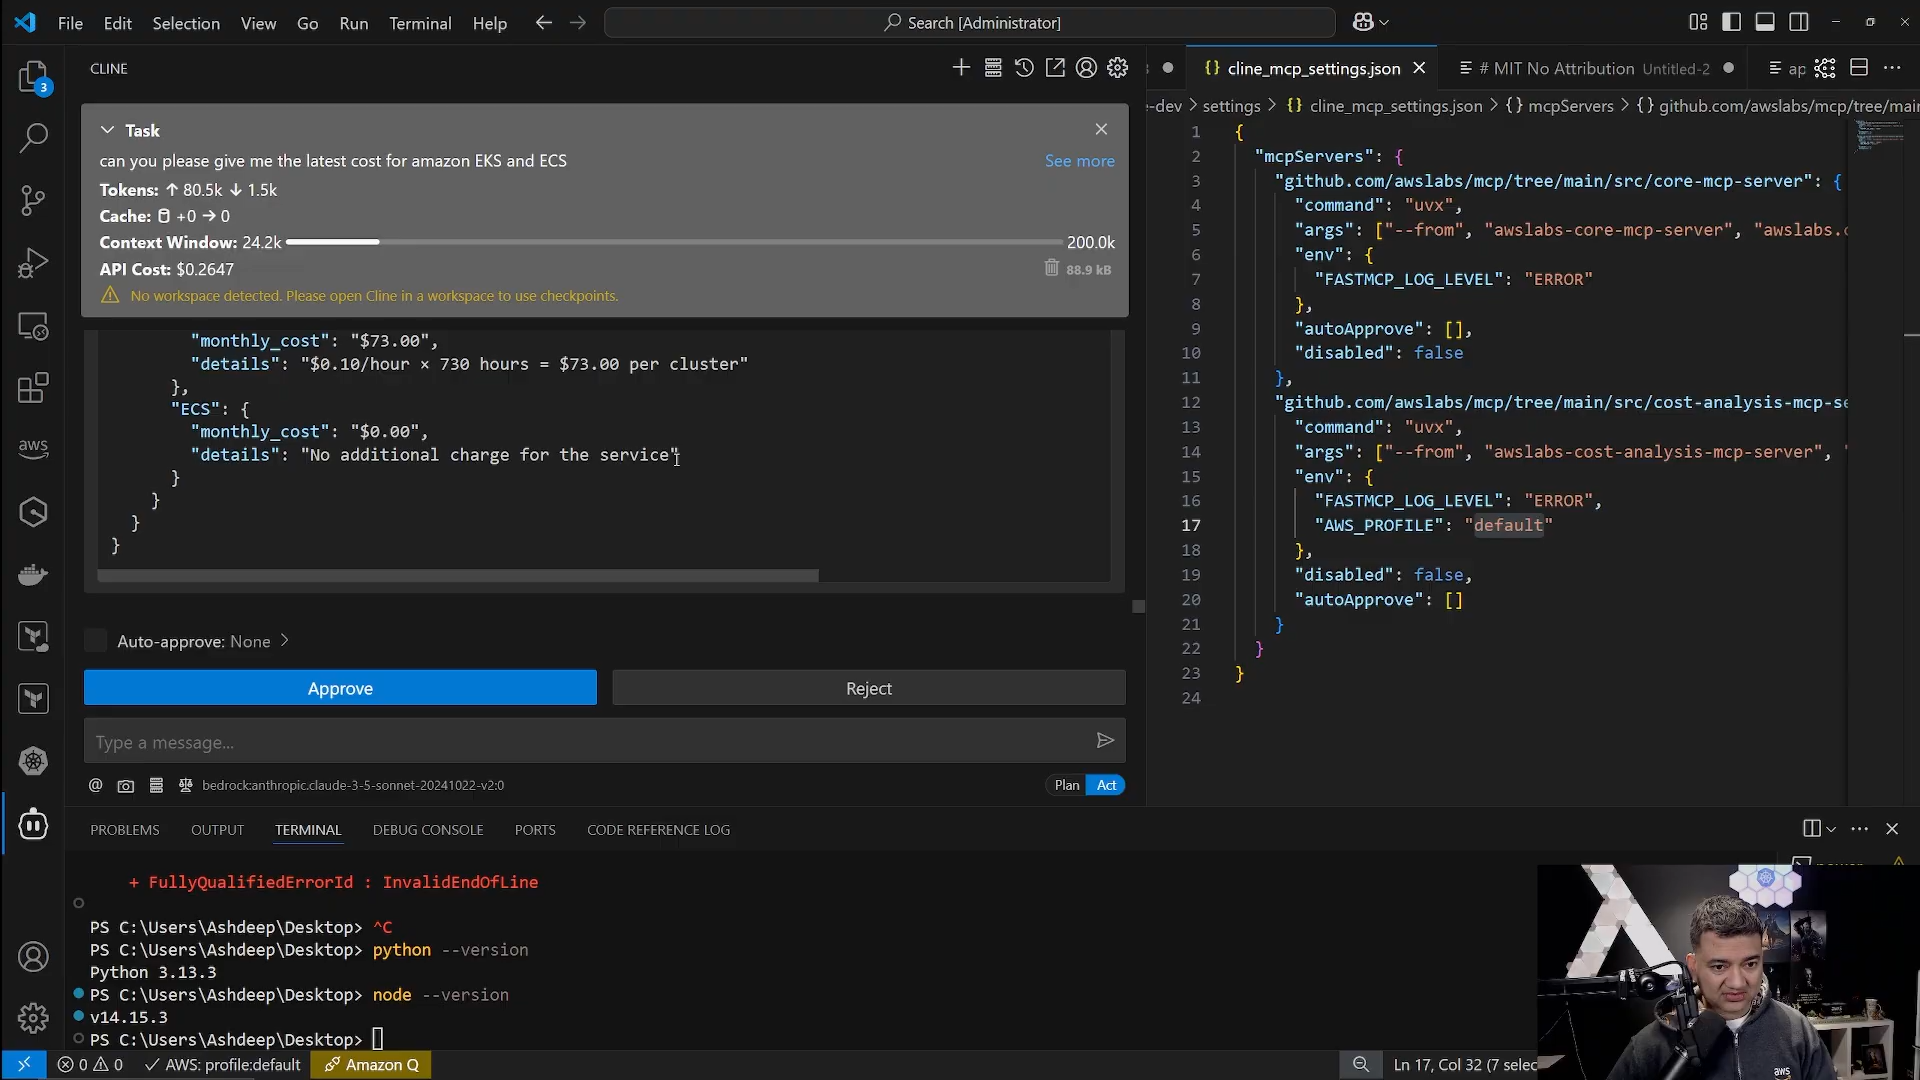 File Edit Selection View Go Run Terminal Help
Search [Administrator]
3
CLINE
Task
can you please give me the latest cost for amazon EKS and ECS
See more
Tokens: ↑ 80.5k ↓ 1.5k
Cache: +0 → 0
Context Window: 24.2k
200.0k
API Cost: $0.2647
88.9 kB
No workspace detected. Please open Cline in a workspace to use checkpoints.
"monthly_cost": "$73.00",
"details": "$0.10/hour × 730 hours = $73.00 per cluster"
},
"ECS": {
"monthly_cost": "$0.00",
"details": "No additional charge for the service"
}
}
}
}
Auto-approve: None
Approve
Reject
Type a message...
@
bedrock:anthropic.claude-3-5-sonnet-20241022-v2:0
Plan Act
aws
{} cline_mcp_settings.json
# MIT No Attribution Untitled-2
ap
e-dev > settings > {} cline_mcp_settings.json > {} mcpServers > {} github.com/awslabs/mcp/tree/main
1 {
2 "mcpServers": {
3 "github.com/awslabs/mcp/tree/main/src/core-mcp-server": {
4 "command": "uvx",
5 "args": ["--from", "awslabs-core-mcp-server", "awslabs.c
6 "env": {
7 "FASTMCP_LOG_LEVEL": "ERROR"
8 },
9 "autoApprove": [],
10 "disabled": false
11 },
12 "github.com/awslabs/mcp/tree/main/src/cost-analysis-mcp-se
13 "command": "uvx",
14 "args": ["--from", "awslabs-cost-analysis-mcp-server", "
15 "env": {
16 "FASTMCP_LOG_LEVEL": "ERROR",
17 "AWS_PROFILE": "default"
18 },
19 "disabled": false,
20 "autoApprove": []
21 }
22 }
23 }
24
PROBLEMS OUTPUT TERMINAL DEBUG CONSOLE PORTS CODE REFERENCE LOG
+ FullyQualifiedErrorId : InvalidEndOfLine
PS C:\Users\Ashdeep\Desktop> ^C
PS C:\Users\Ashdeep\Desktop> python --version
Python 3.13.3
PS C:\Users\Ashdeep\Desktop> node --version
v14.15.3
PS C:\Users\Ashdeep\Desktop>
0 0 AWS: profile:default Amazon Q
Ln 17, Col 32 (7 selec
aws